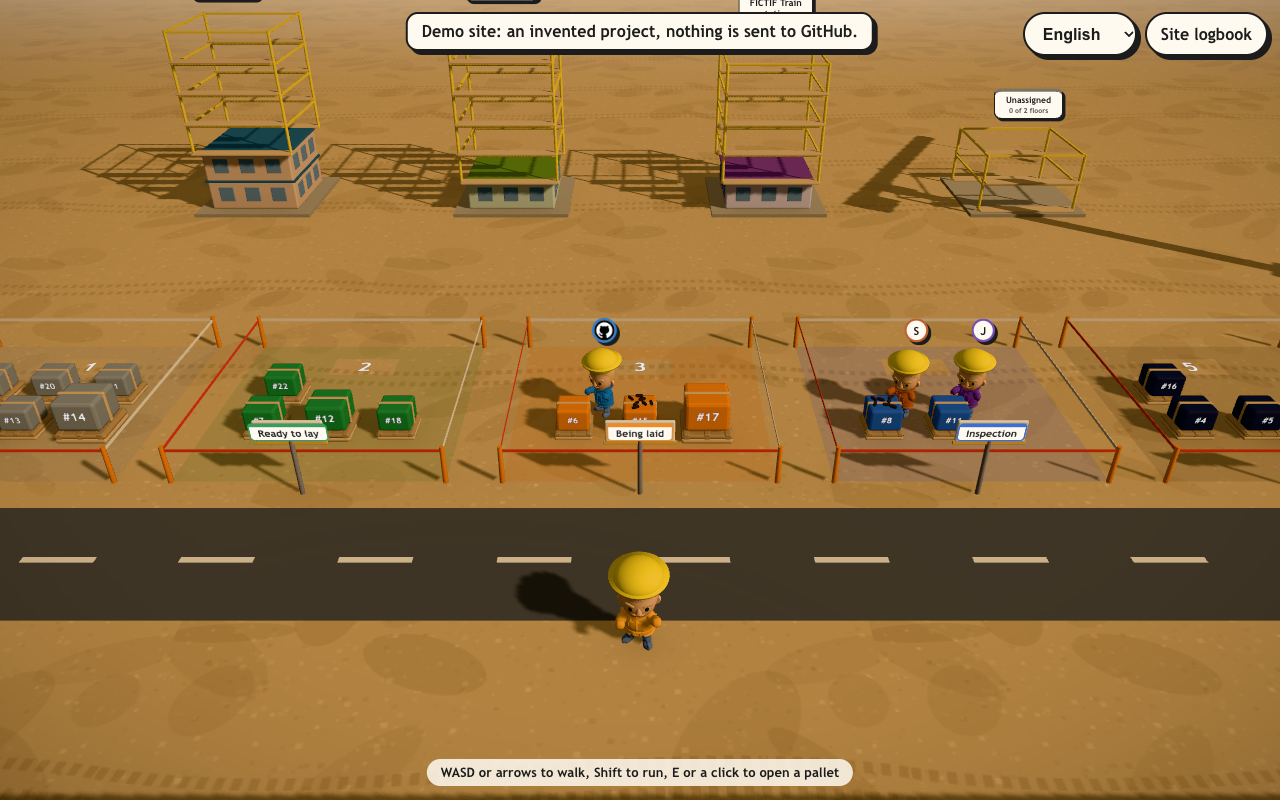 FICTIF Train
Demo site: an invented project, nothing is sent to GitHub.
English
Site logbook
Unassigned
0 of 2 floors
S
J
1
2
3
5
#20
#22
#16
#13
#14
#12
#18
#6
#17
#8
#4
#5
Ready to lay
Being laid
Inspection
WASD or arrows to walk, Shift to run, E or a click to open a pallet